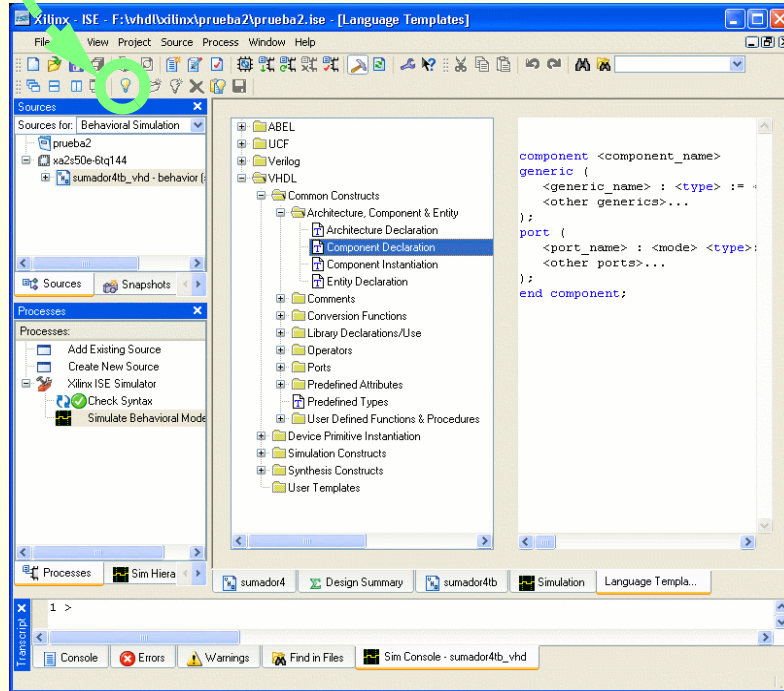 Xilinx - ISE - F:\vhdl\xilinx\prueba2\prueba2.ise - [Language Templates]
View Project Source Process Window Help
Sources
Sources for: Behavioral Simulation
prueba2
xa2s50e-6tq144
sumador4tb_vhd - behavior (
Sources
Snapshots
Processes
Processes:
Add Existing Source
Create New Source
Xilinx ISE Simulator
Check Syntax
Simulate Behavioral Mode
Processes
Sim Hiera
ABEL
UCF
Verilog
VHDL
Common Constructs
Architecture, Component & Entity
Architecture Declaration
Component Declaration
Component Instantiation
Entity Declaration
Comments
Conversion Functions
Library Declarations/Use
Operators
Ports
Predefined Attributes
Predefined Types
User Defined Functions & Procedures
Device Primitive Instantiation
Simulation Constructs
Synthesis Constructs
User Templates
component <component_name>
generic (
<generic_name> : <type> :=
<other generics>...
);
port (
<port_name> : <mode> <type>
<other ports>...
);
end component;
sumador4
Design Summary
sumador4tb
Simulation
Language Templa...
Transcript
1 >
Console
Errors
Warnings
Find in Files
Sim Console - sumador4tb_vhd